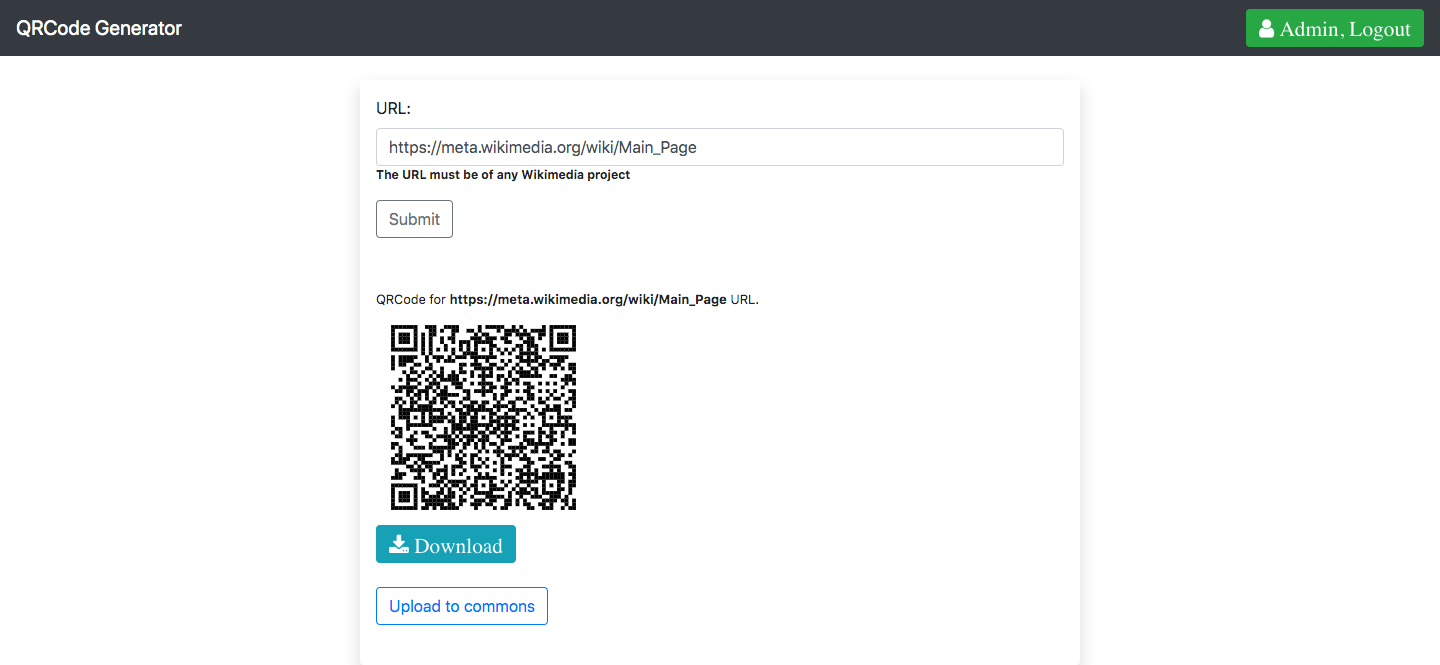 QRCode Generator
Admin, Logout
URL:
https://meta.wikimedia.org/wiki/Main_Page
The URL must be of any Wikimedia project
Submit
QRCode for https://meta.wikimedia.org/wiki/Main_Page URL.
Download
Upload to commons